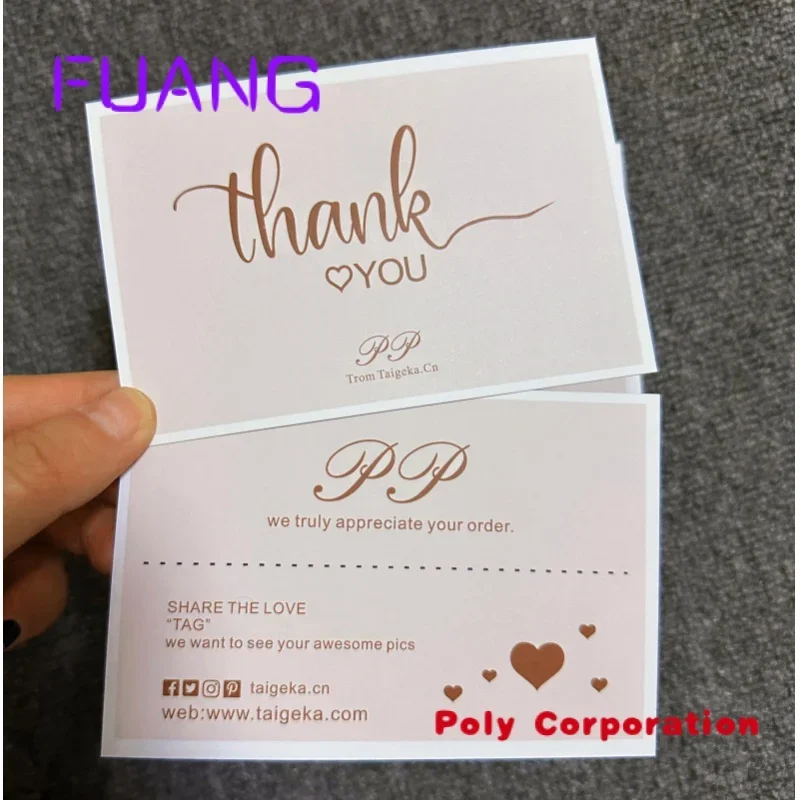 FUANG
thank
YOU
PP
Trom Taigeka.Cn
PP
we truly appreciate your order.
SHARE THE LOVE
“TAG”
we want to see your awesome pics
taigeka.cn
web:www.taigeka.com
Poly Corporation